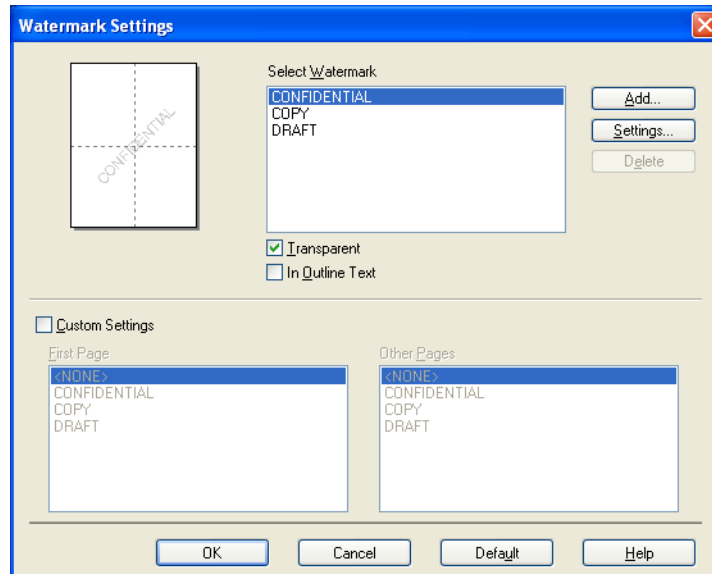 Watermark Settings
CONFIDENTIAL
Select Watermark
CONFIDENTIAL
COPY
DRAFT
Add...
Settings...
Delete
Transparent
In Outline Text
Custom Settings
First Page
<NONE>
CONFIDENTIAL
COPY
DRAFT
Other Pages
<NONE>
CONFIDENTIAL
COPY
DRAFT
OK
Cancel
Default
Help